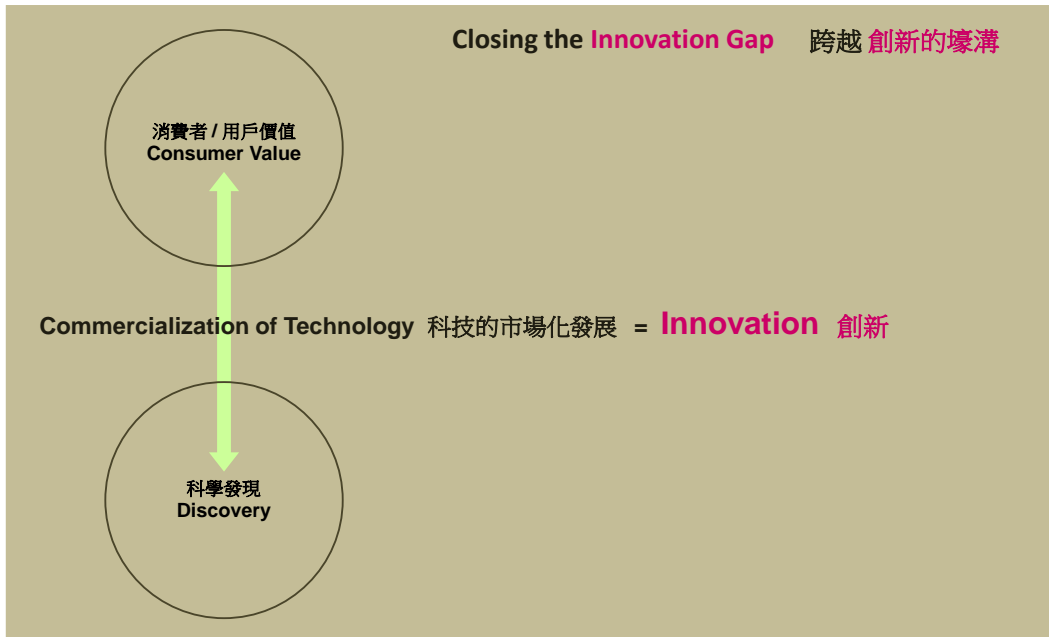 Closing the Innovation Gap 跨越 創新的壕溝
消費者 / 用戶價值
Consumer Value
Commercialization of Technology 科技的市場化發展 = Innovation 創新
科學發現
Discovery